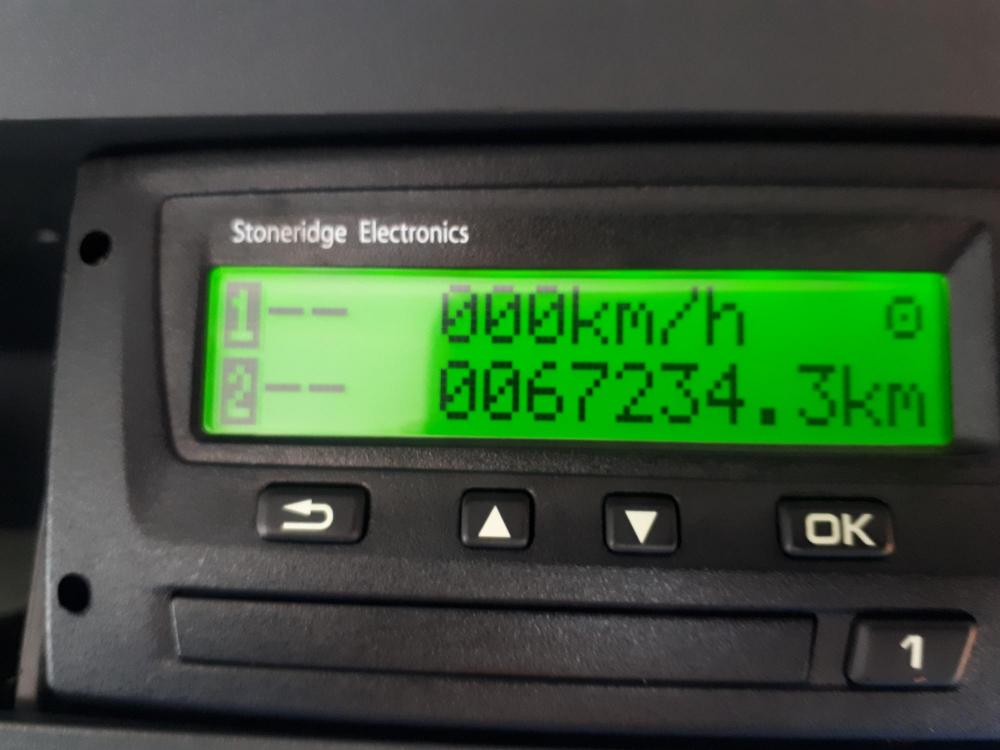 Stoneridge Electronics
1-- 000km/h
2-- 0067234.3km
OK
1